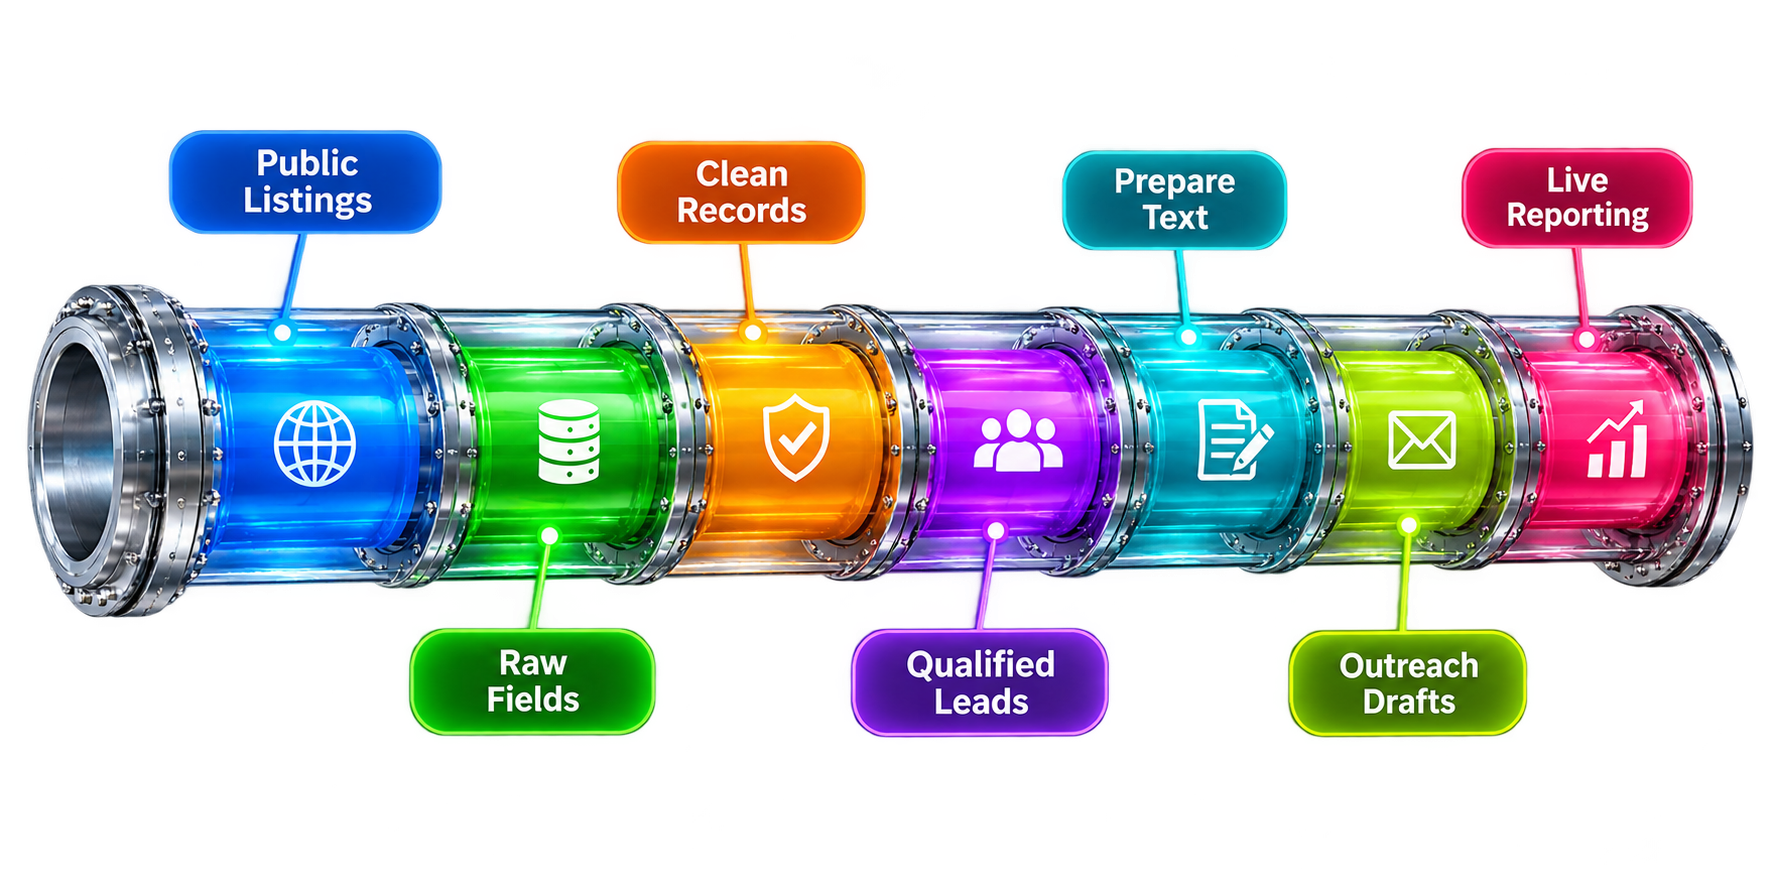 Public
Listings
Clean
Records
Prepare
Text
Live
Reporting
Raw
Fields
Qualified
Leads
Outreach
Drafts